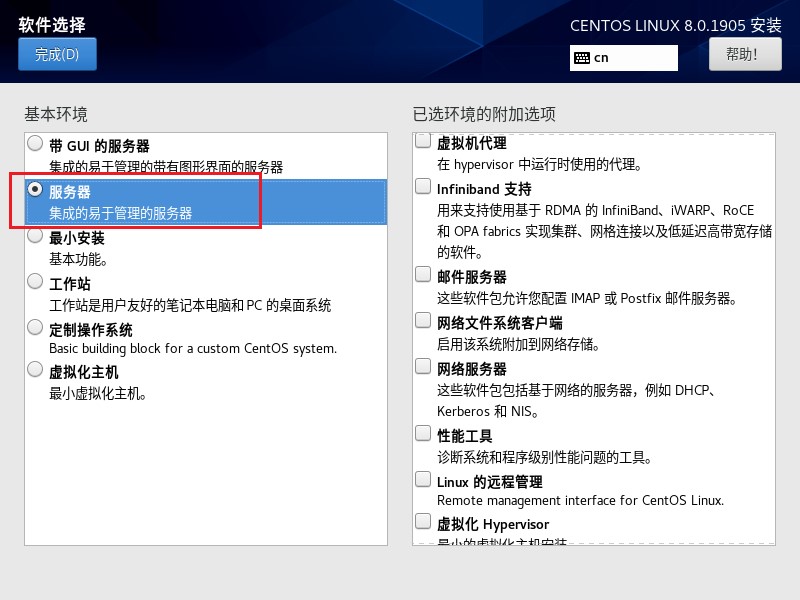 软件选择
CENTOS LINUX 8.0.1905 安装
完成(D)
cn
帮助！
基本环境
带 GUI 的服务器
集成的易于管理的带有图形界面的服务器
服务器
集成的易于管理的服务器
最小安装
基本功能。
工作站
工作站是用户友好的笔记本电脑和 PC 的桌面系统
定制操作系统
Basic building block for a custom CentOS system.
虚拟化主机
最小虚拟化主机。
已选环境的附加选项
虚拟机代理
在 hypervisor 中运行时使用的代理。
Infiniband 支持
用来支持使用基于 RDMA 的 InfiniBand、iWARP、RoCE
和 OPA fabrics 实现集群、网格连接以及低延迟高带宽存储
的软件。
邮件服务器
这些软件包允许您配置 IMAP 或 Postfix 邮件服务器。
网络文件系统客户端
启用该系统附加到网络存储。
网络服务器
这些软件包包括基于网络的服务器，例如 DHCP、
Kerberos 和 NIS。
性能工具
诊断系统和程序级别性能问题的工具。
Linux 的远程管理
Remote management interface for CentOS Linux.
虚拟化 Hypervisor
最小的虚拟化主机安装